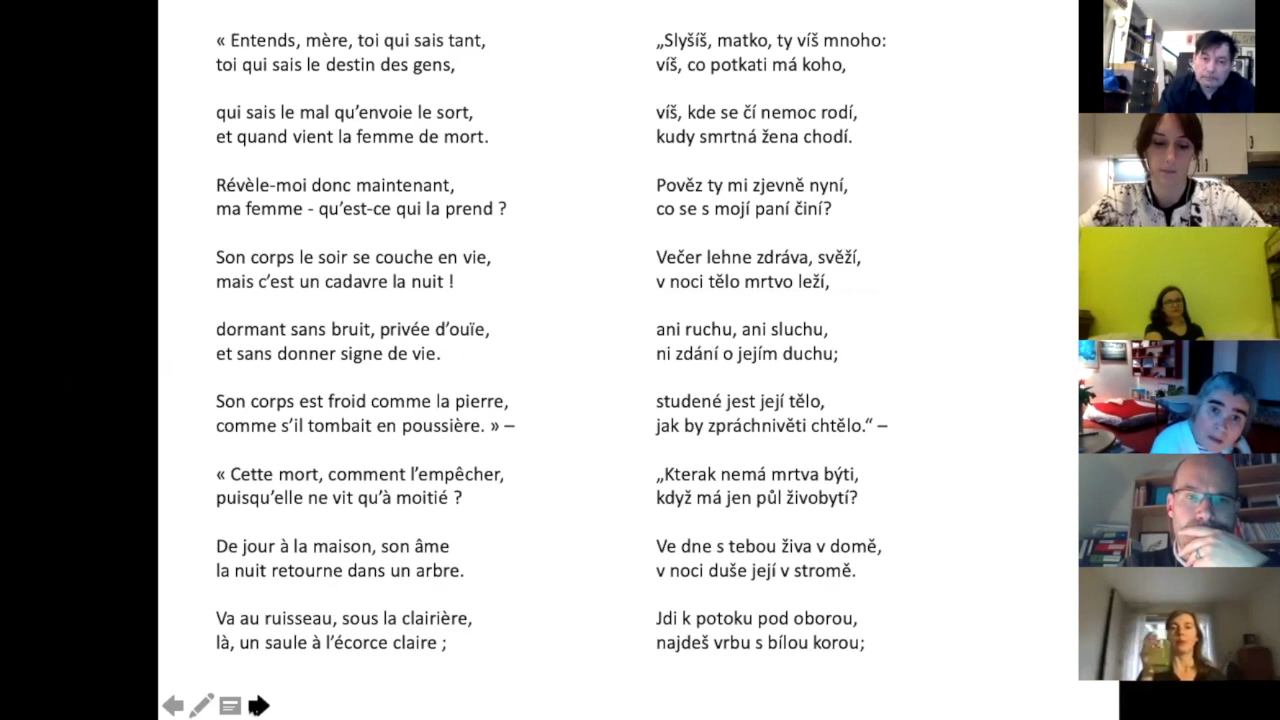 « Entends, mère, toi qui sais tant,
toi qui sais le destin des gens,
qui sais le mal qu’envoie le sort,
et quand vient la femme de mort.
Révèle-moi donc maintenant,
ma femme - qu’est-ce qui la prend ?
Son corps le soir se couche en vie,
mais c’est un cadavre la nuit !
dormant sans bruit, privée d’ouïe,
et sans donner signe de vie.
Son corps est froid comme la pierre,
comme s’il tombait en poussière. » –
« Cette mort, comment l’empêcher,
puisqu’elle ne vit qu’à moitié ?
De jour à la maison, son âme
la nuit retourne dans un arbre.
Va au ruisseau, sous la clairière,
là, un saule à l’écorce claire ;
„Slyšíš, matko, ty víš mnoho:
víš, co potkati má koho,
víš, kde se čí nemoc rodí,
kudy smrtná žena chodí.
Pověz ty mi zjevně nyní,
co se s mojí paní činí?
Večer lehne zdráva, svěží,
v noci tělo mrtvo leží,
ani ruchu, ani sluchu,
ni zdání o jejím duchu;
studené jest její tělo,
jak by zpráchnivěti chtělo.“ –
„Kterak nemá mrtva býti,
když má jen půl živobytí?
Ve dne s tebou živa v domě,
v noci duše její v stromě.
Jdi k potoku pod oborou,
najdeš vrbu s bílou korou;